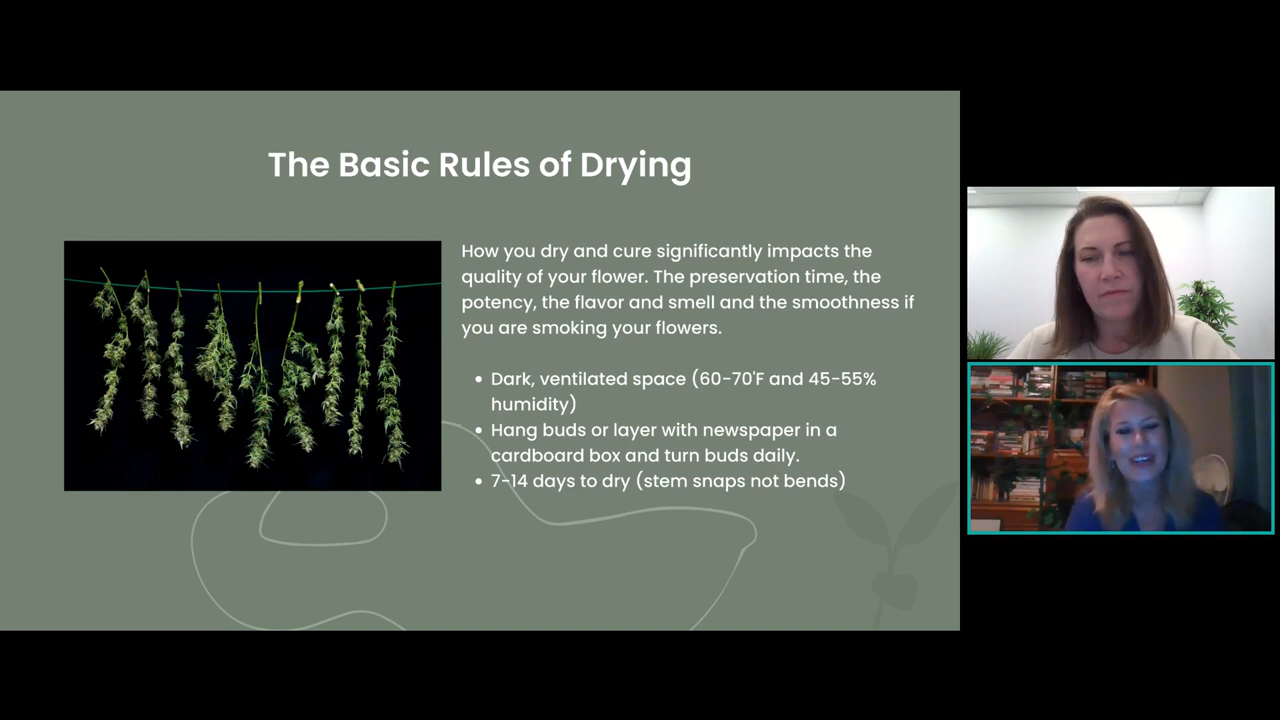 The Basic Rules of Drying
How you dry and cure significantly impacts the
quality of your flower. The preservation time, the
potency, the flavor and smell and the smoothness if
you are smoking your flowers.
• Dark, ventilated space (60-70'F and 45-55%
humidity)
• Hang buds or layer with newspaper in a
cardboard box and turn buds daily.
• 7-14 days to dry (stem snaps not bends)